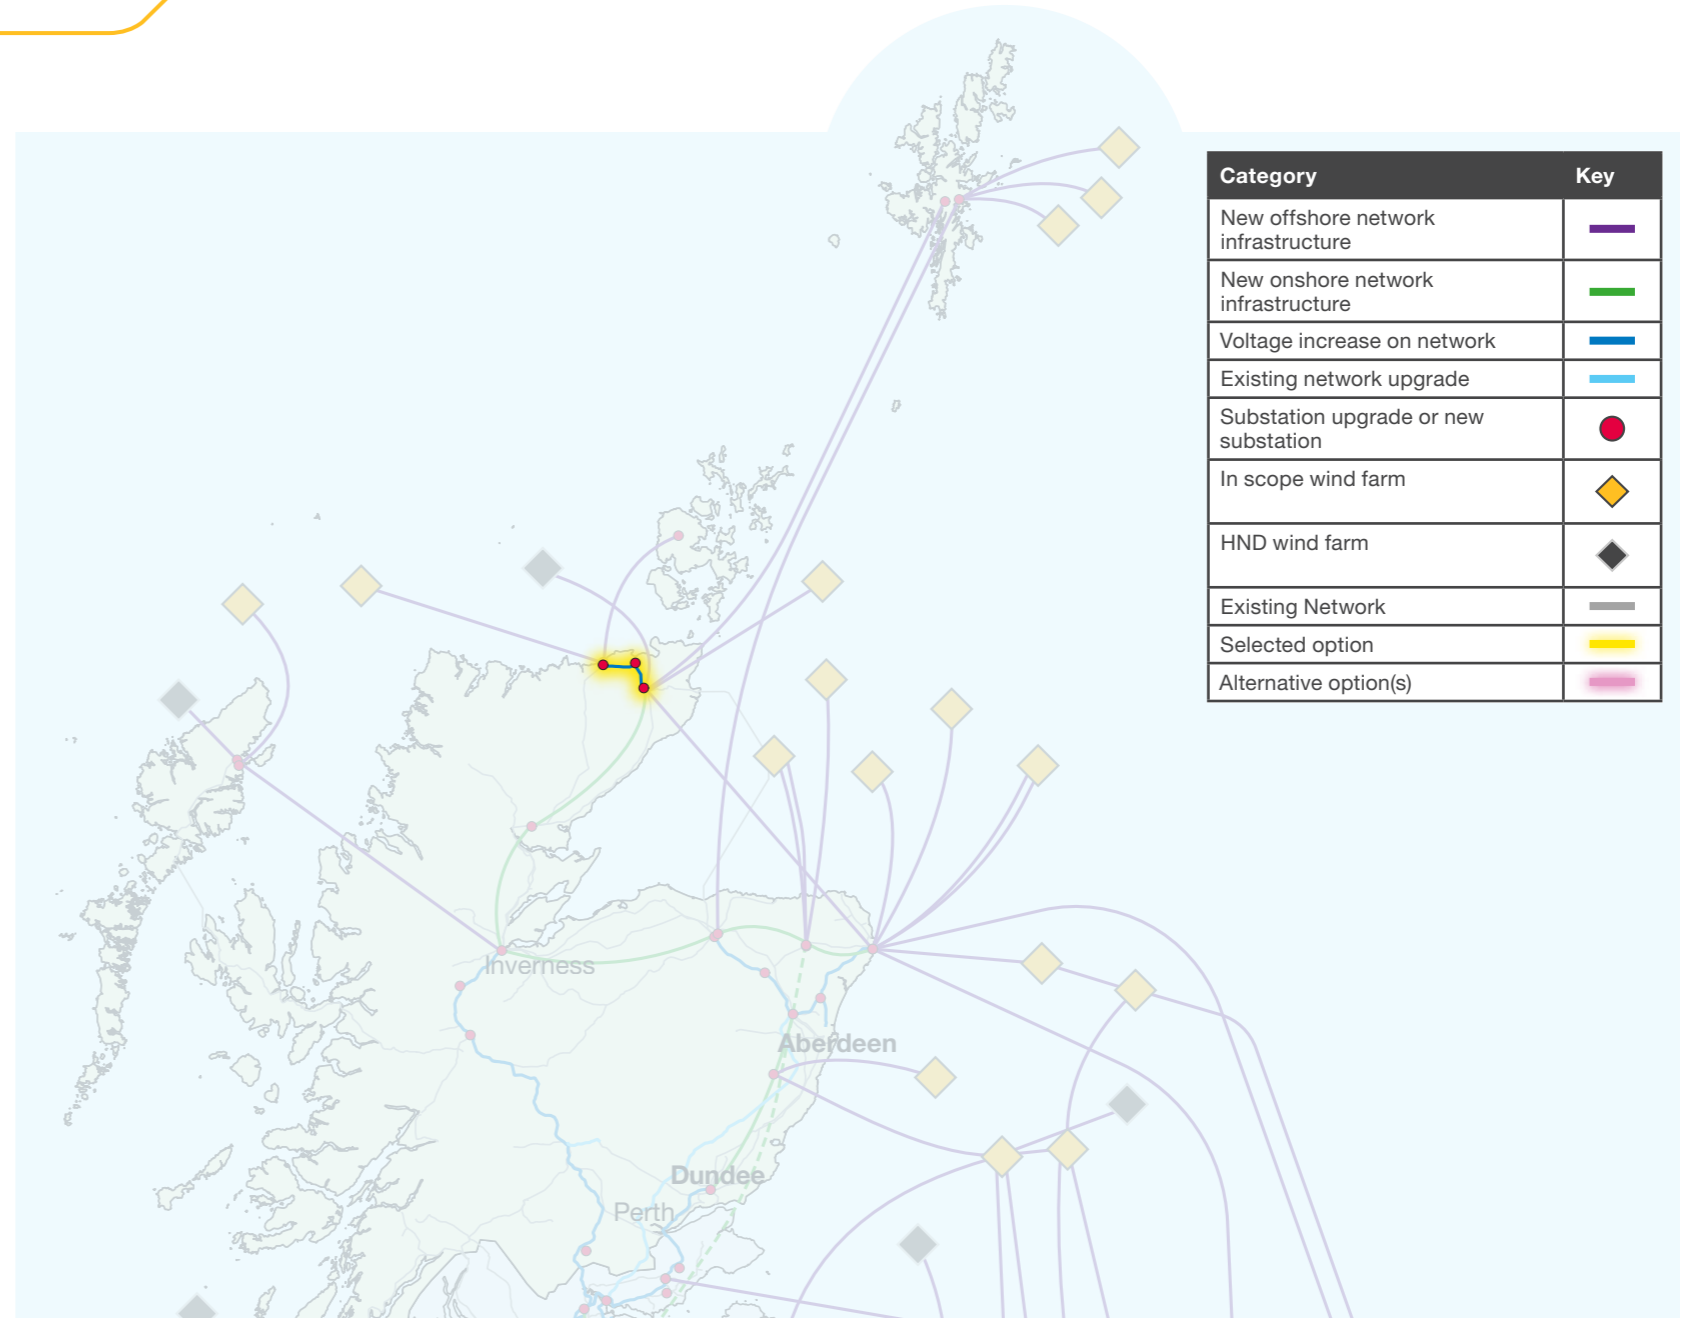 Category Key
New offshore network
infrastructure
New onshore network
infrastructure
Voltage increase on network
Existing network upgrade
Substation upgrade or new
substation
In scope wind farm
HND wind farm
Existing Network
Selected option
Alternative option(s)
Inverness
Aberdeen
Dundee
Perth